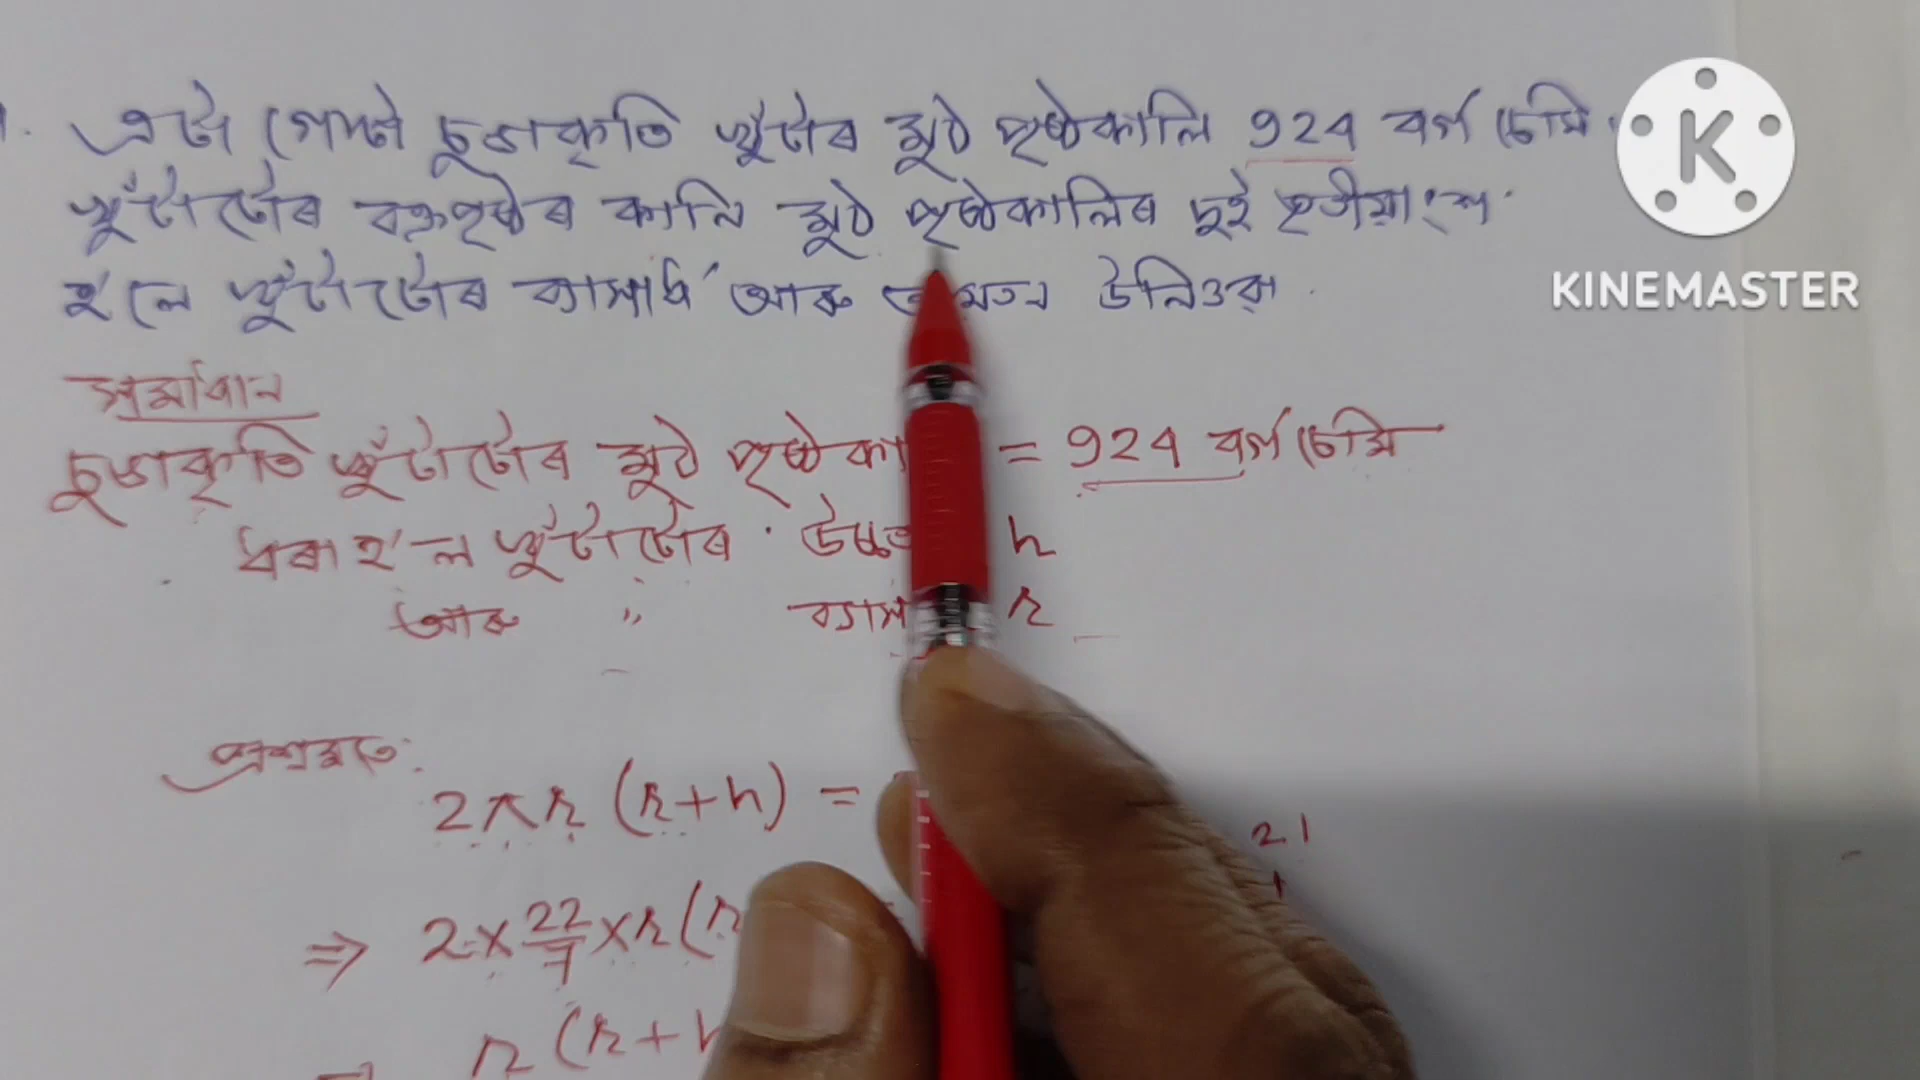 এটা গোটা চুঙাকৃতি খুঁটাৰ মুঠ পৃষ্ঠকালি 924 বৰ্গ চেমি.
খুঁটাটোৰ বক্ৰপৃষ্ঠৰ কালি মুঠ পৃষ্ঠকালিৰ দুই তৃতীয়াংশ
হ'লে খুঁটাটোৰ ব্যাসাৰ্ধ আৰু উলিওৱা
সমাধান
চুঙাকৃতি খুঁটাটোৰ মুঠ পৃষ্ঠকা = 924 বৰ্গ চেমি
ধৰা হ'ল খুঁটাটোৰ উচ্চ h
আৰু " ব্যাস r
প্ৰশ্নমতে
2πr (r+h) =
21
⇒ 2×22/7×r(r
r(r+h
KINEMASTER